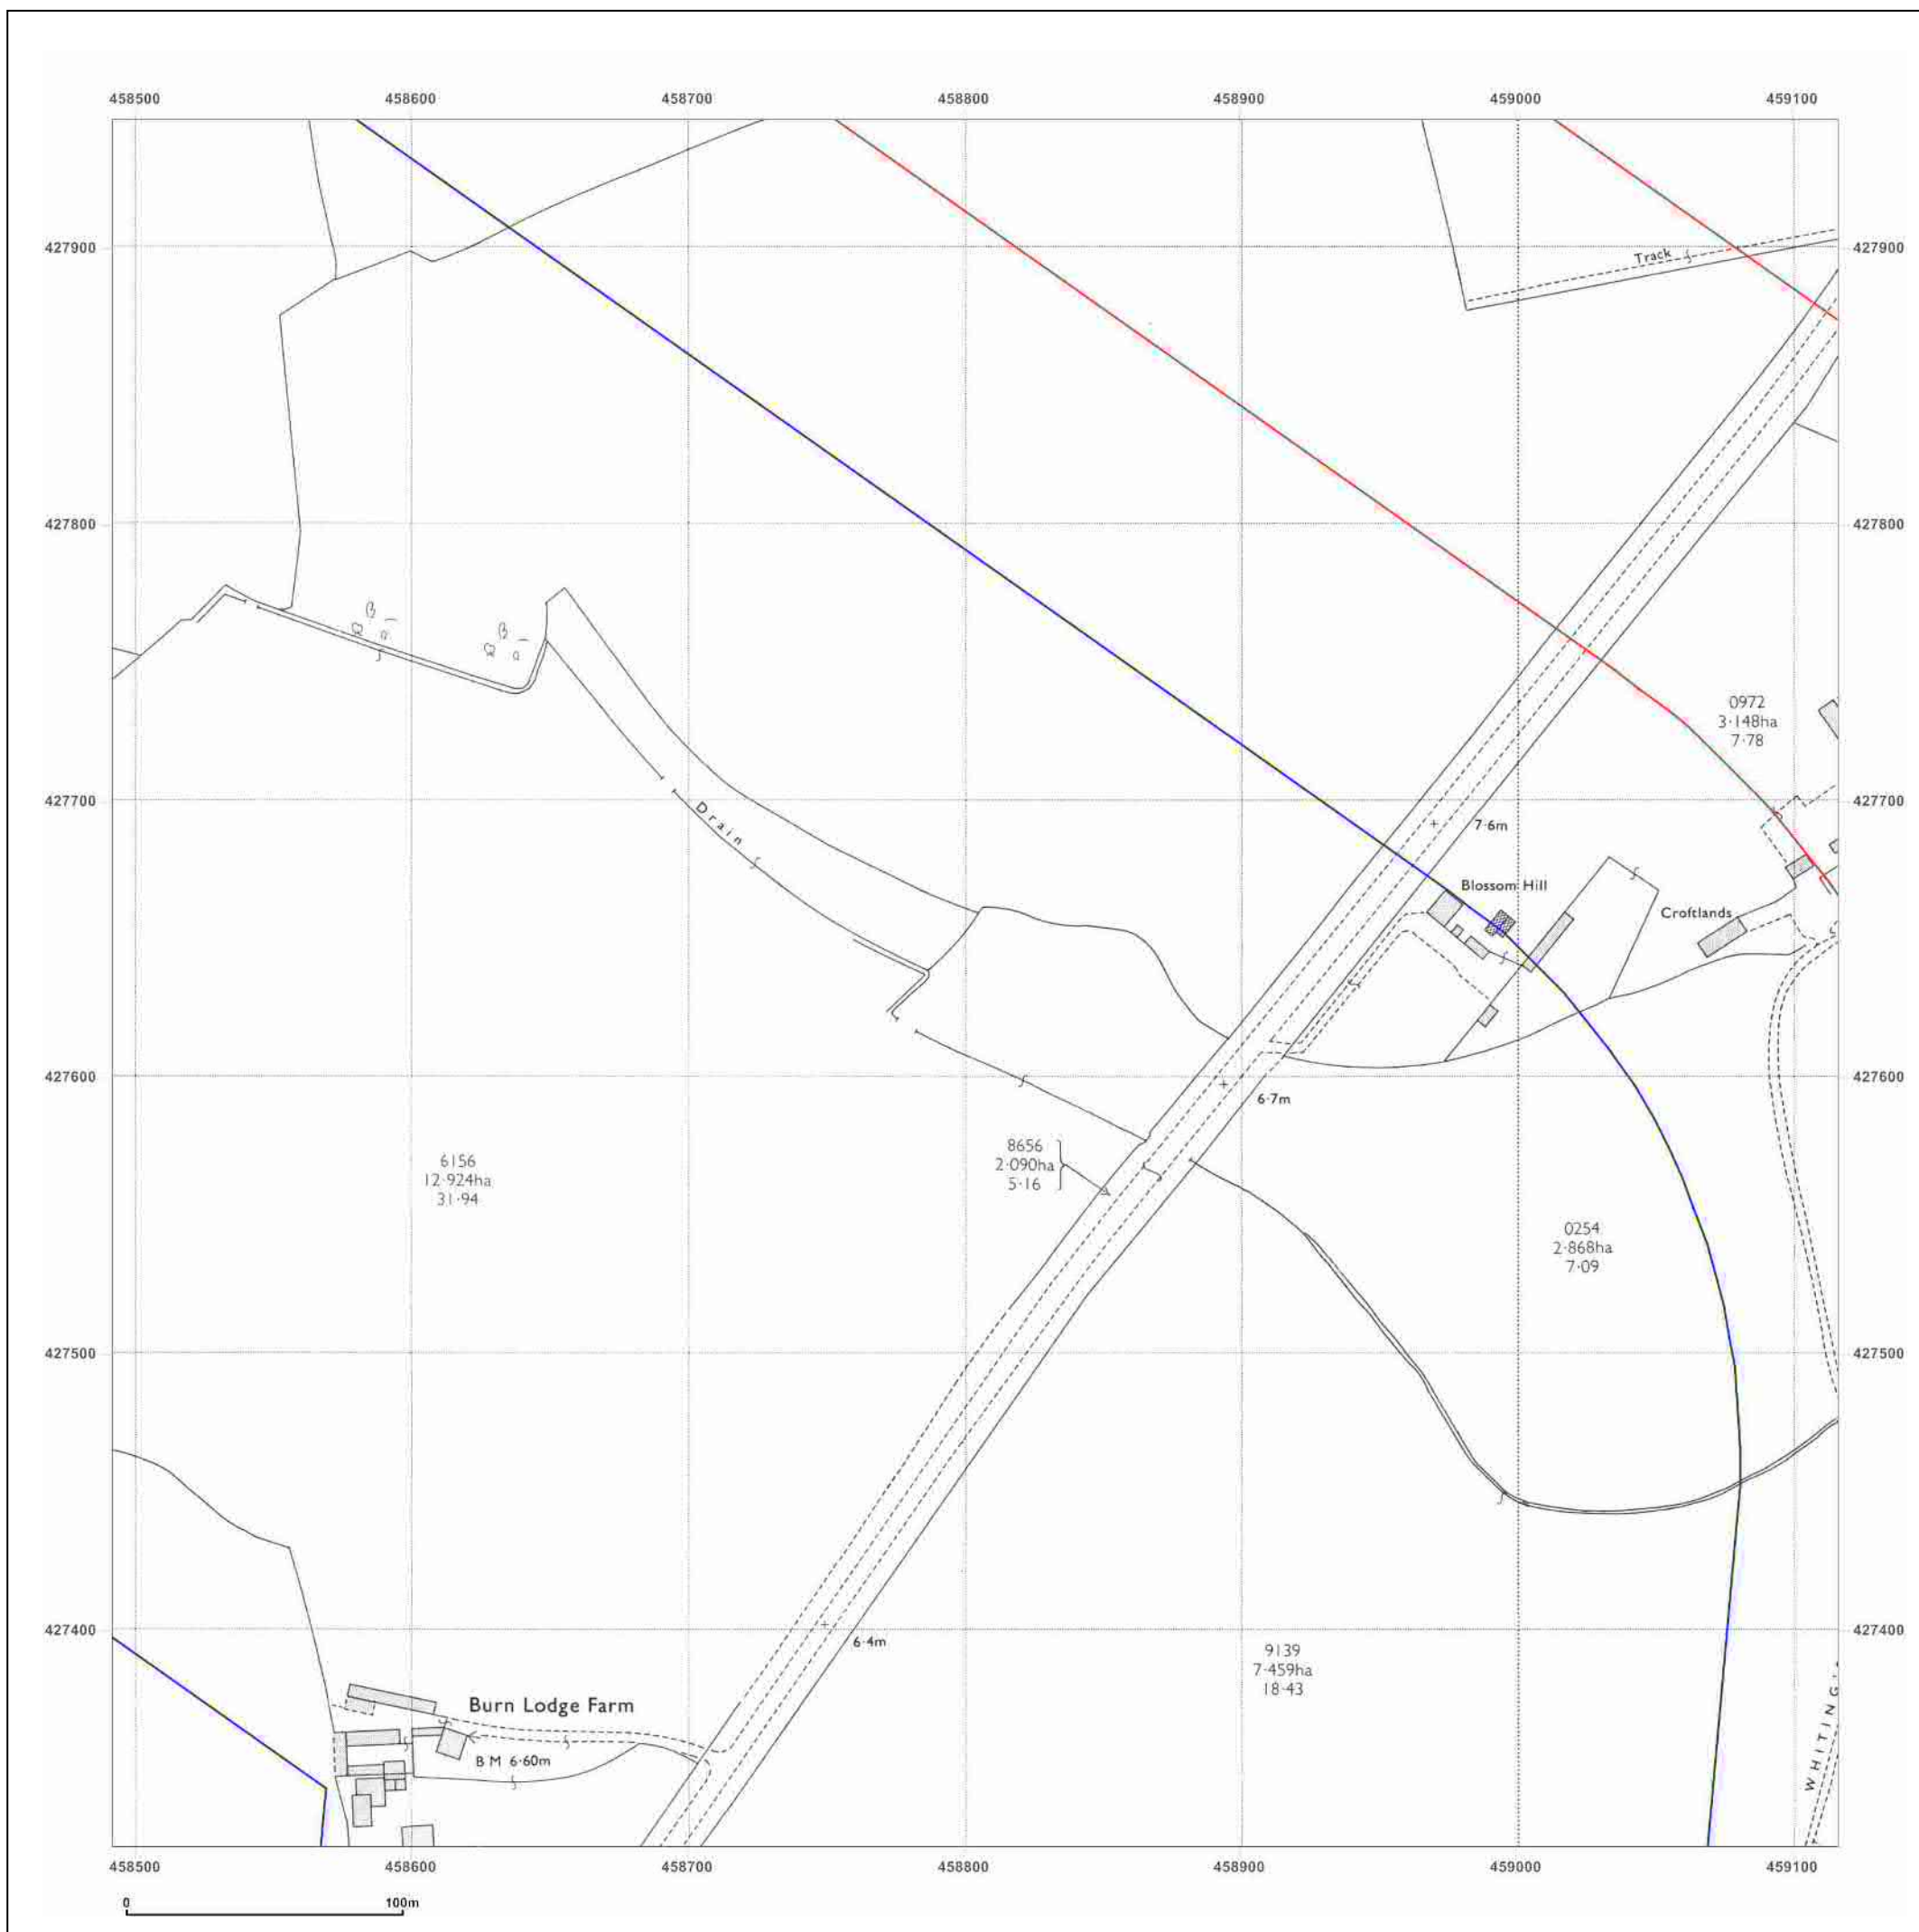 458500 458600 458700 458800 458900 459000 459100
427900 427900
Track
427800 427800
0972
3·148ha
7·78
427700 427700
Drain
7·6m
Blossom Hill
Croftlands
427600 427600
6·7m
8656
2·090ha
5·16
6156
12·924ha
31·94
0254
2·868ha
7·09
427500 427500
427400 427400
6·4m
9139
7·459ha
18·43
Burn Lodge Farm
B M 6·60m
WHITING'
458500 458600 458700 458800 458900 459000 459100
0 100m